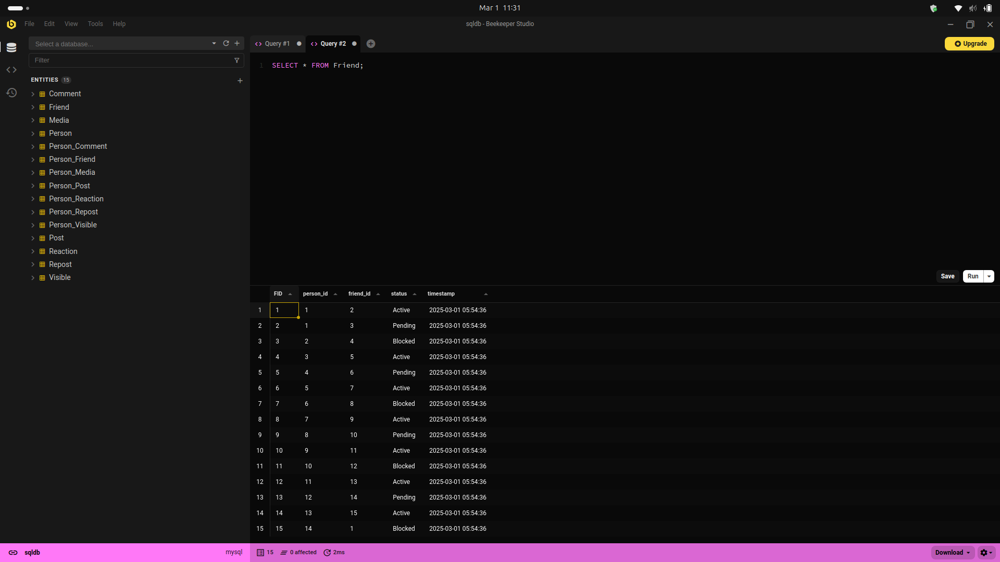 Mar 1 11:31
File Edit View Tools Help
sqldb - Beekeeper Studio
Select a database...
Query #1
Query #2
Upgrade
Filter
1 SELECT * FROM Friend;
ENTITIES 15
Comment
Friend
Media
Person
Person_Comment
Person_Friend
Person_Media
Person_Post
Person_Reaction
Person_Repost
Person_Visible
Post
Reaction
Repost
Visible
Save Run
FID person_id friend_id status timestamp
1 1 1 2 Active 2025-03-01 05:54:36
2 2 1 3 Pending 2025-03-01 05:54:36
3 3 2 4 Blocked 2025-03-01 05:54:36
4 4 3 5 Active 2025-03-01 05:54:36
5 5 4 6 Pending 2025-03-01 05:54:36
6 6 5 7 Active 2025-03-01 05:54:36
7 7 6 8 Blocked 2025-03-01 05:54:36
8 8 7 9 Active 2025-03-01 05:54:36
9 9 8 10 Pending 2025-03-01 05:54:36
10 10 9 11 Active 2025-03-01 05:54:36
11 11 10 12 Blocked 2025-03-01 05:54:36
12 12 11 13 Active 2025-03-01 05:54:36
13 13 12 14 Pending 2025-03-01 05:54:36
14 14 13 15 Active 2025-03-01 05:54:36
15 15 14 1 Blocked 2025-03-01 05:54:36
sqldb mysql 15 0 affected 2ms Download